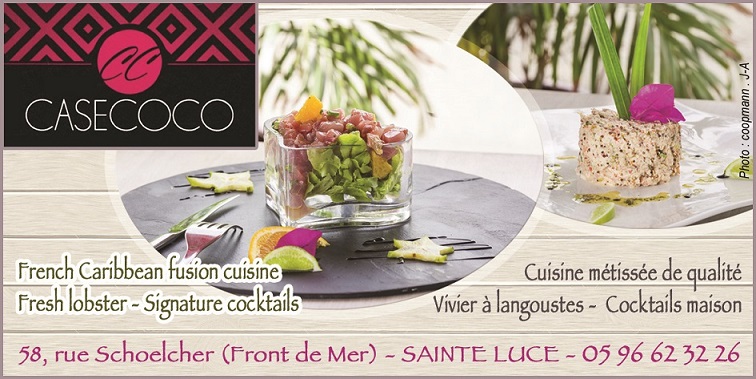 CC
CASECOCO
Photo : coopmann . J-A
French Caribbean fusion cuisine
Fresh lobster - Signature cocktails
Cuisine métissée de qualité
Vivier à langoustes - Cocktails maison
58, rue Schoelcher (Front de Mer) - SAINTE LUCE - 05 96 62 32 26